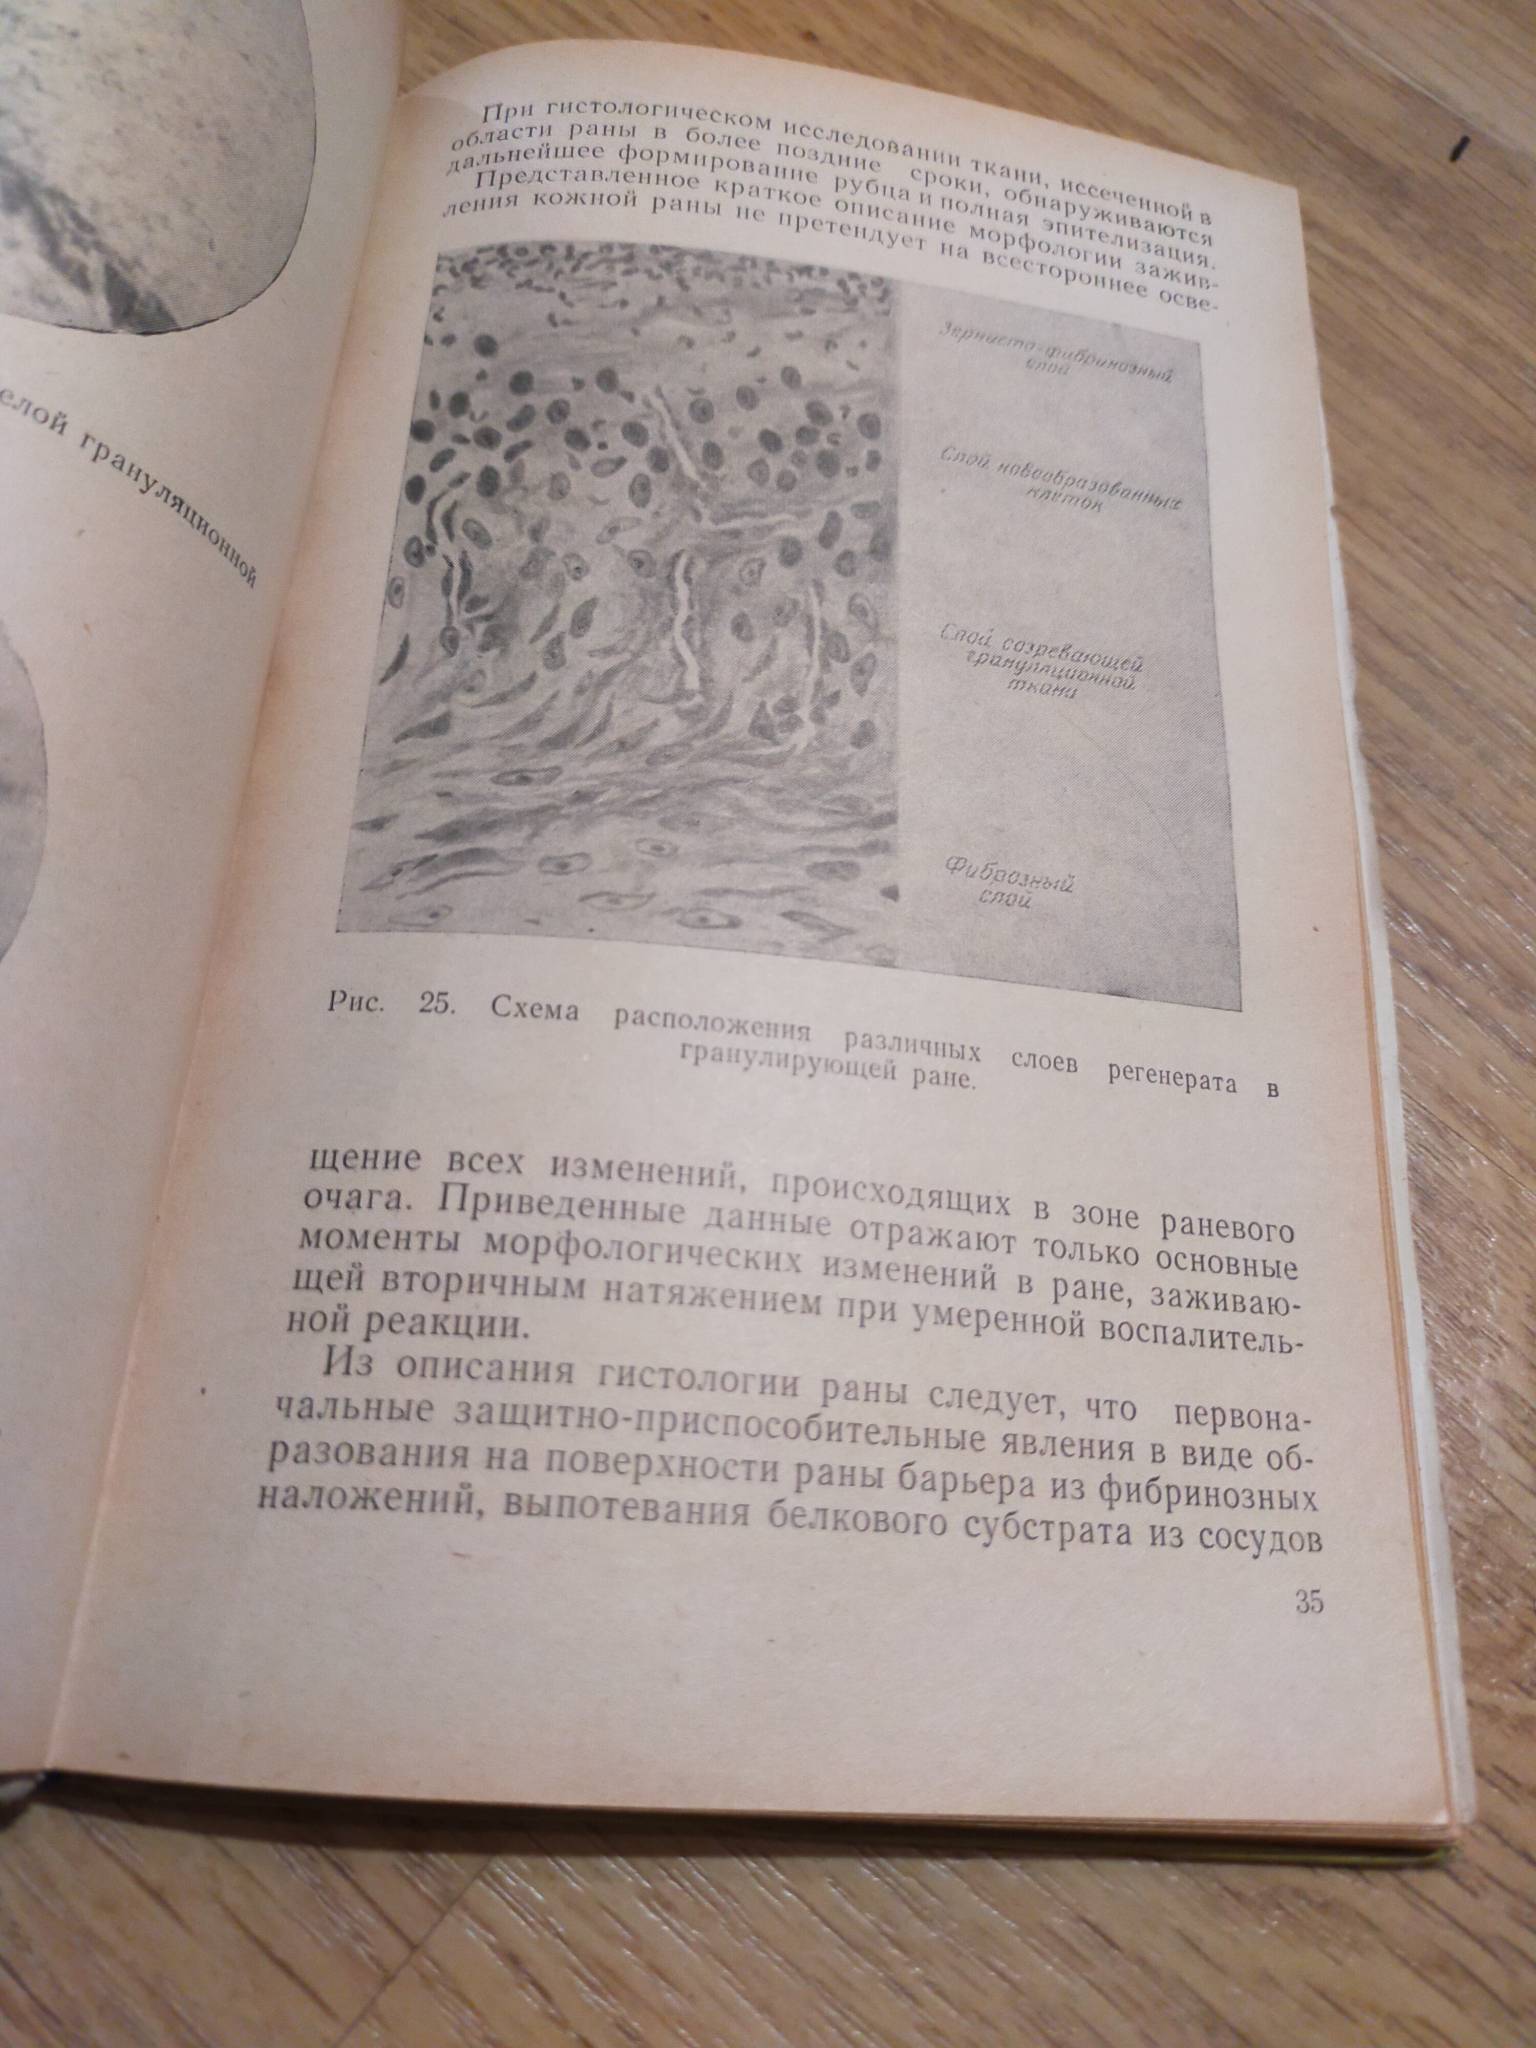 елой грануляционной
При гистологическом исследовании ткани, иссеченной в
области раны в более поздние сроки, обнаруживаются
дальнейшее формирование рубца и полная эпителизация.
Представленное краткое описание морфологии зажив-
ления кожной раны не претендует на всестороннее осве-
Зернисто-фибринозный
слой
Слой новообразованных
клеток
Слой созревающей
грануляционной
ткани
Фиброзный
слой
Рис. 25. Схема расположения различных слоев регенерата в
гранулирующей ране.
щение всех изменений, происходящих в зоне раневого
очага. Приведенные данные отражают только основные
моменты морфологических изменений в ране, заживаю-
щей вторичным натяжением при умеренной воспалитель-
ной реакции.
Из описания гистологии раны следует, что первона-
чальные защитно-приспособительные явления в виде об-
разования на поверхности раны барьера из фибринозных
наложений, выпотевания белкового субстрата из сосудов
35